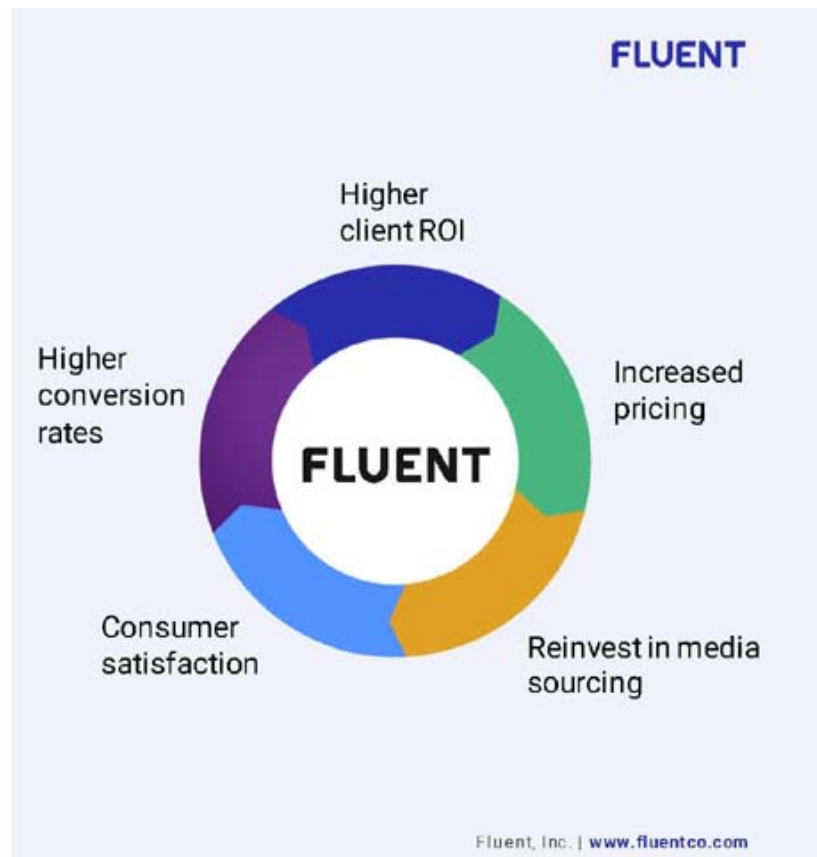 FLUENT
Higher
client ROI
Increased
pricing
Reinvest in media
sourcing
Consumer
satisfaction
Higher
conversion
rates
FLUENT
Fluent, Inc. | www.fluentco.com